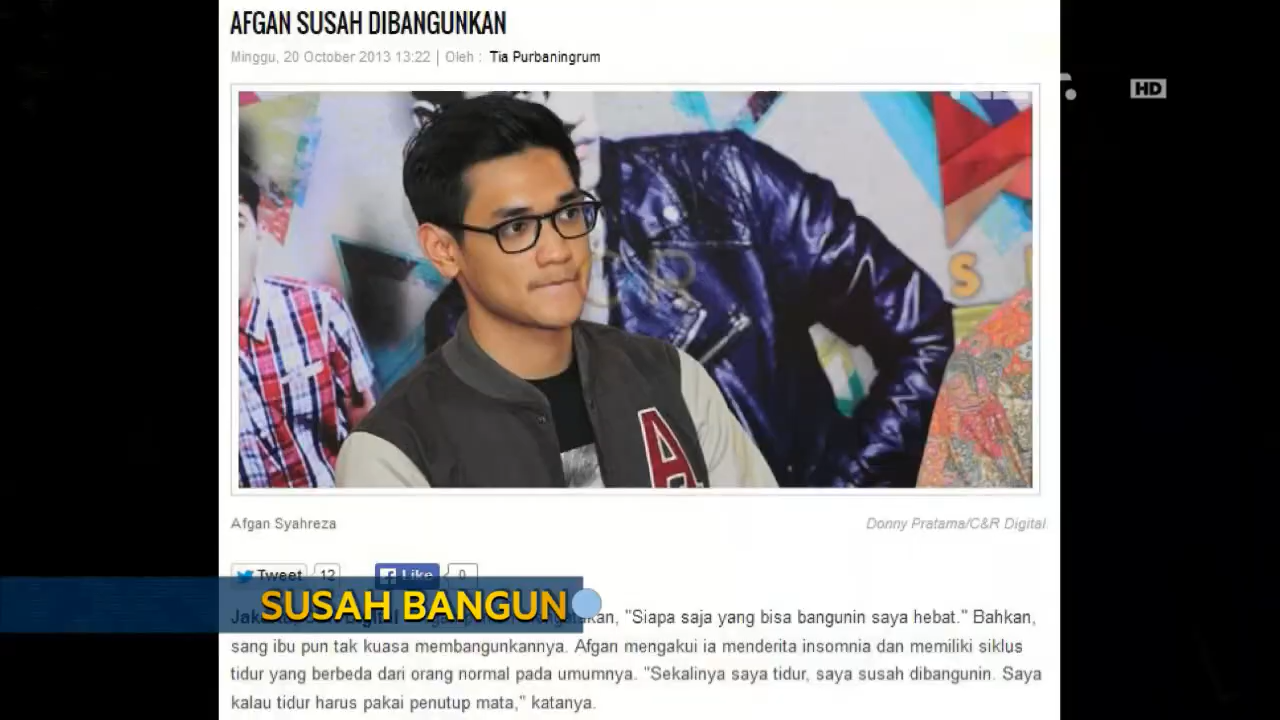 AFGAN SUSAH DIBANGUNKAN
Minggu, 20 October 2013 13:22 | Oleh : Tia Purbaningrum
HD
S
C R
A
Afgan Syahreza
Donny Pratama/C&R Digital
Tweet 12 Like 0
SUSAH BANGUN
"Siapa saja yang bisa bangunin saya hebat." Bahkan,
sang ibu pun tak kuasa membangunkannya. Afgan mengakui ia menderita insomnia dan memiliki siklus
tidur yang berbeda dari orang normal pada umumnya. "Sekalinya saya tidur, saya susah dibangunin. Saya
kalau tidur harus pakai penutup mata," katanya.